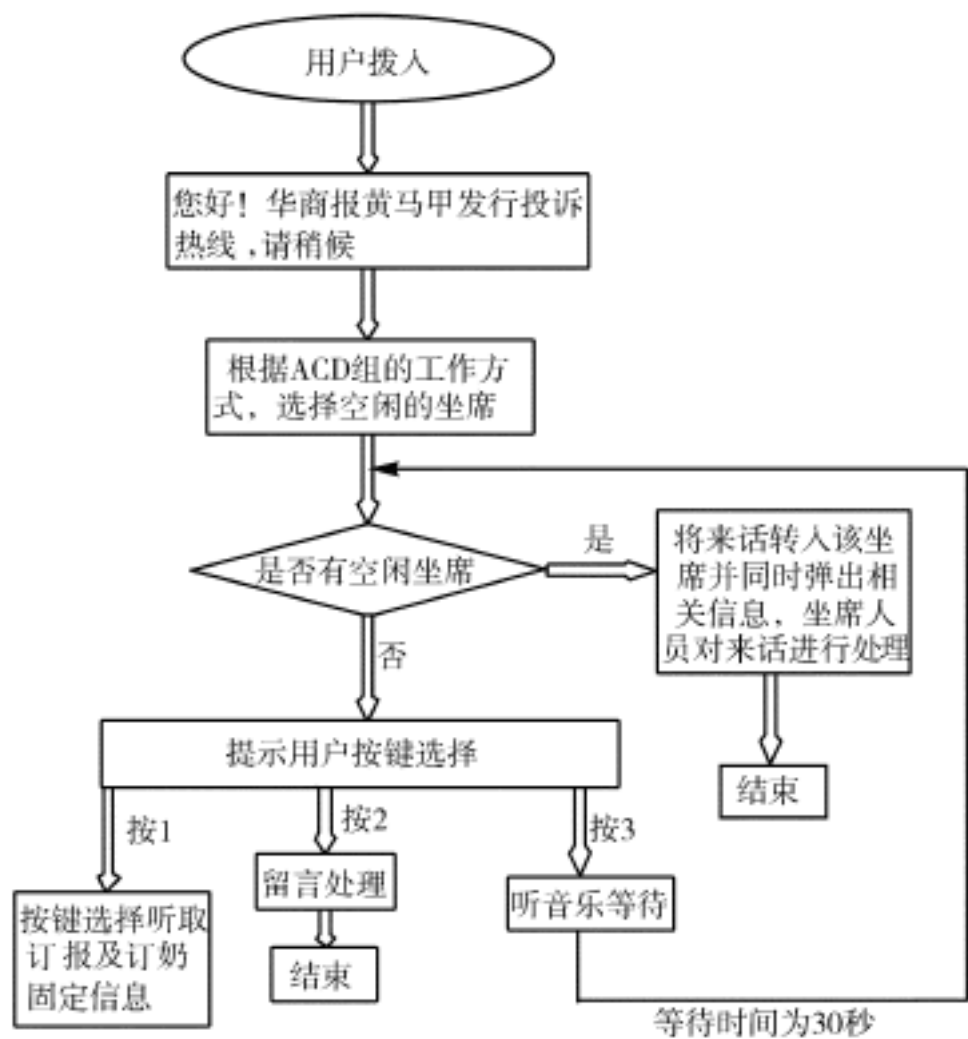 用户拨入
您好！华商报黄马甲发行投诉
热线，请稍候
根据ACD组的工作方
式，选择空闲的坐席
是否有空闲坐席
是
将来话转入该坐
席并同时弹出相
关信息，坐席人
员对来话进行处理
否
提示用户按键选择
结束
按1
按2
按3
留言处理
听音乐等待
按键选择听取
订报及订奶
固定信息
结束
等待时间为30秒